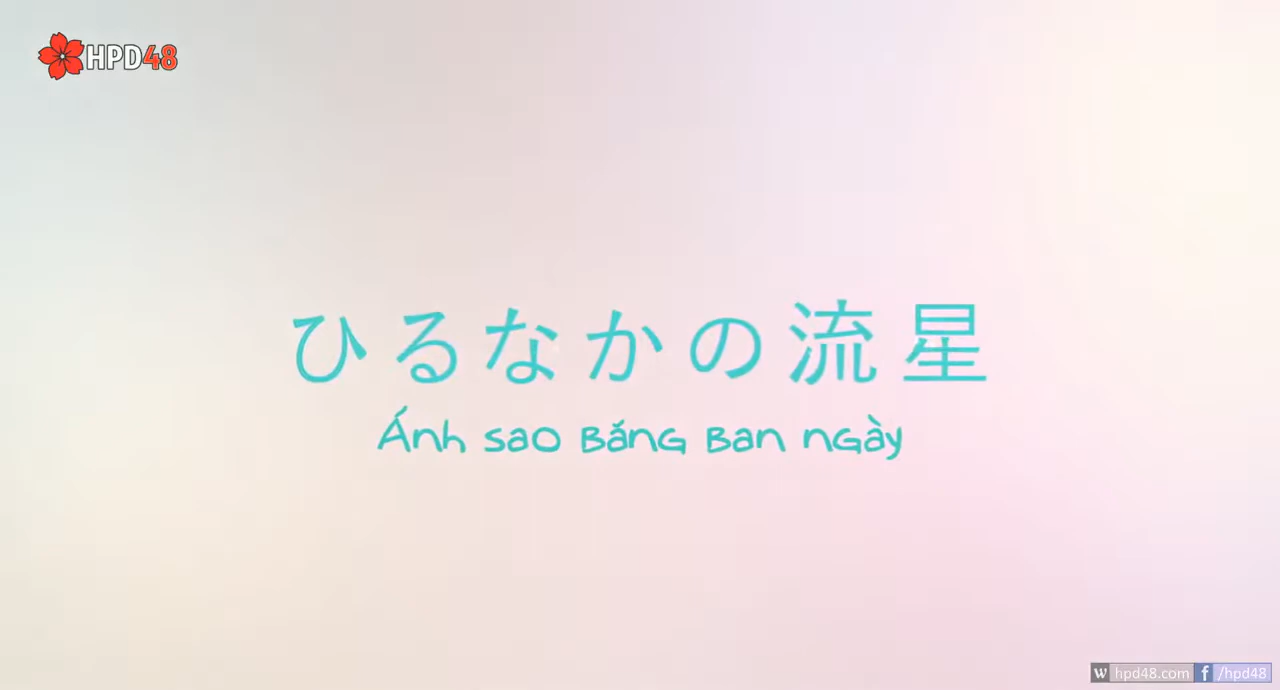 HPD48
ひるなかの流星
Ánh sao Băng Ban ngày
W hpd48.com f /hpd48